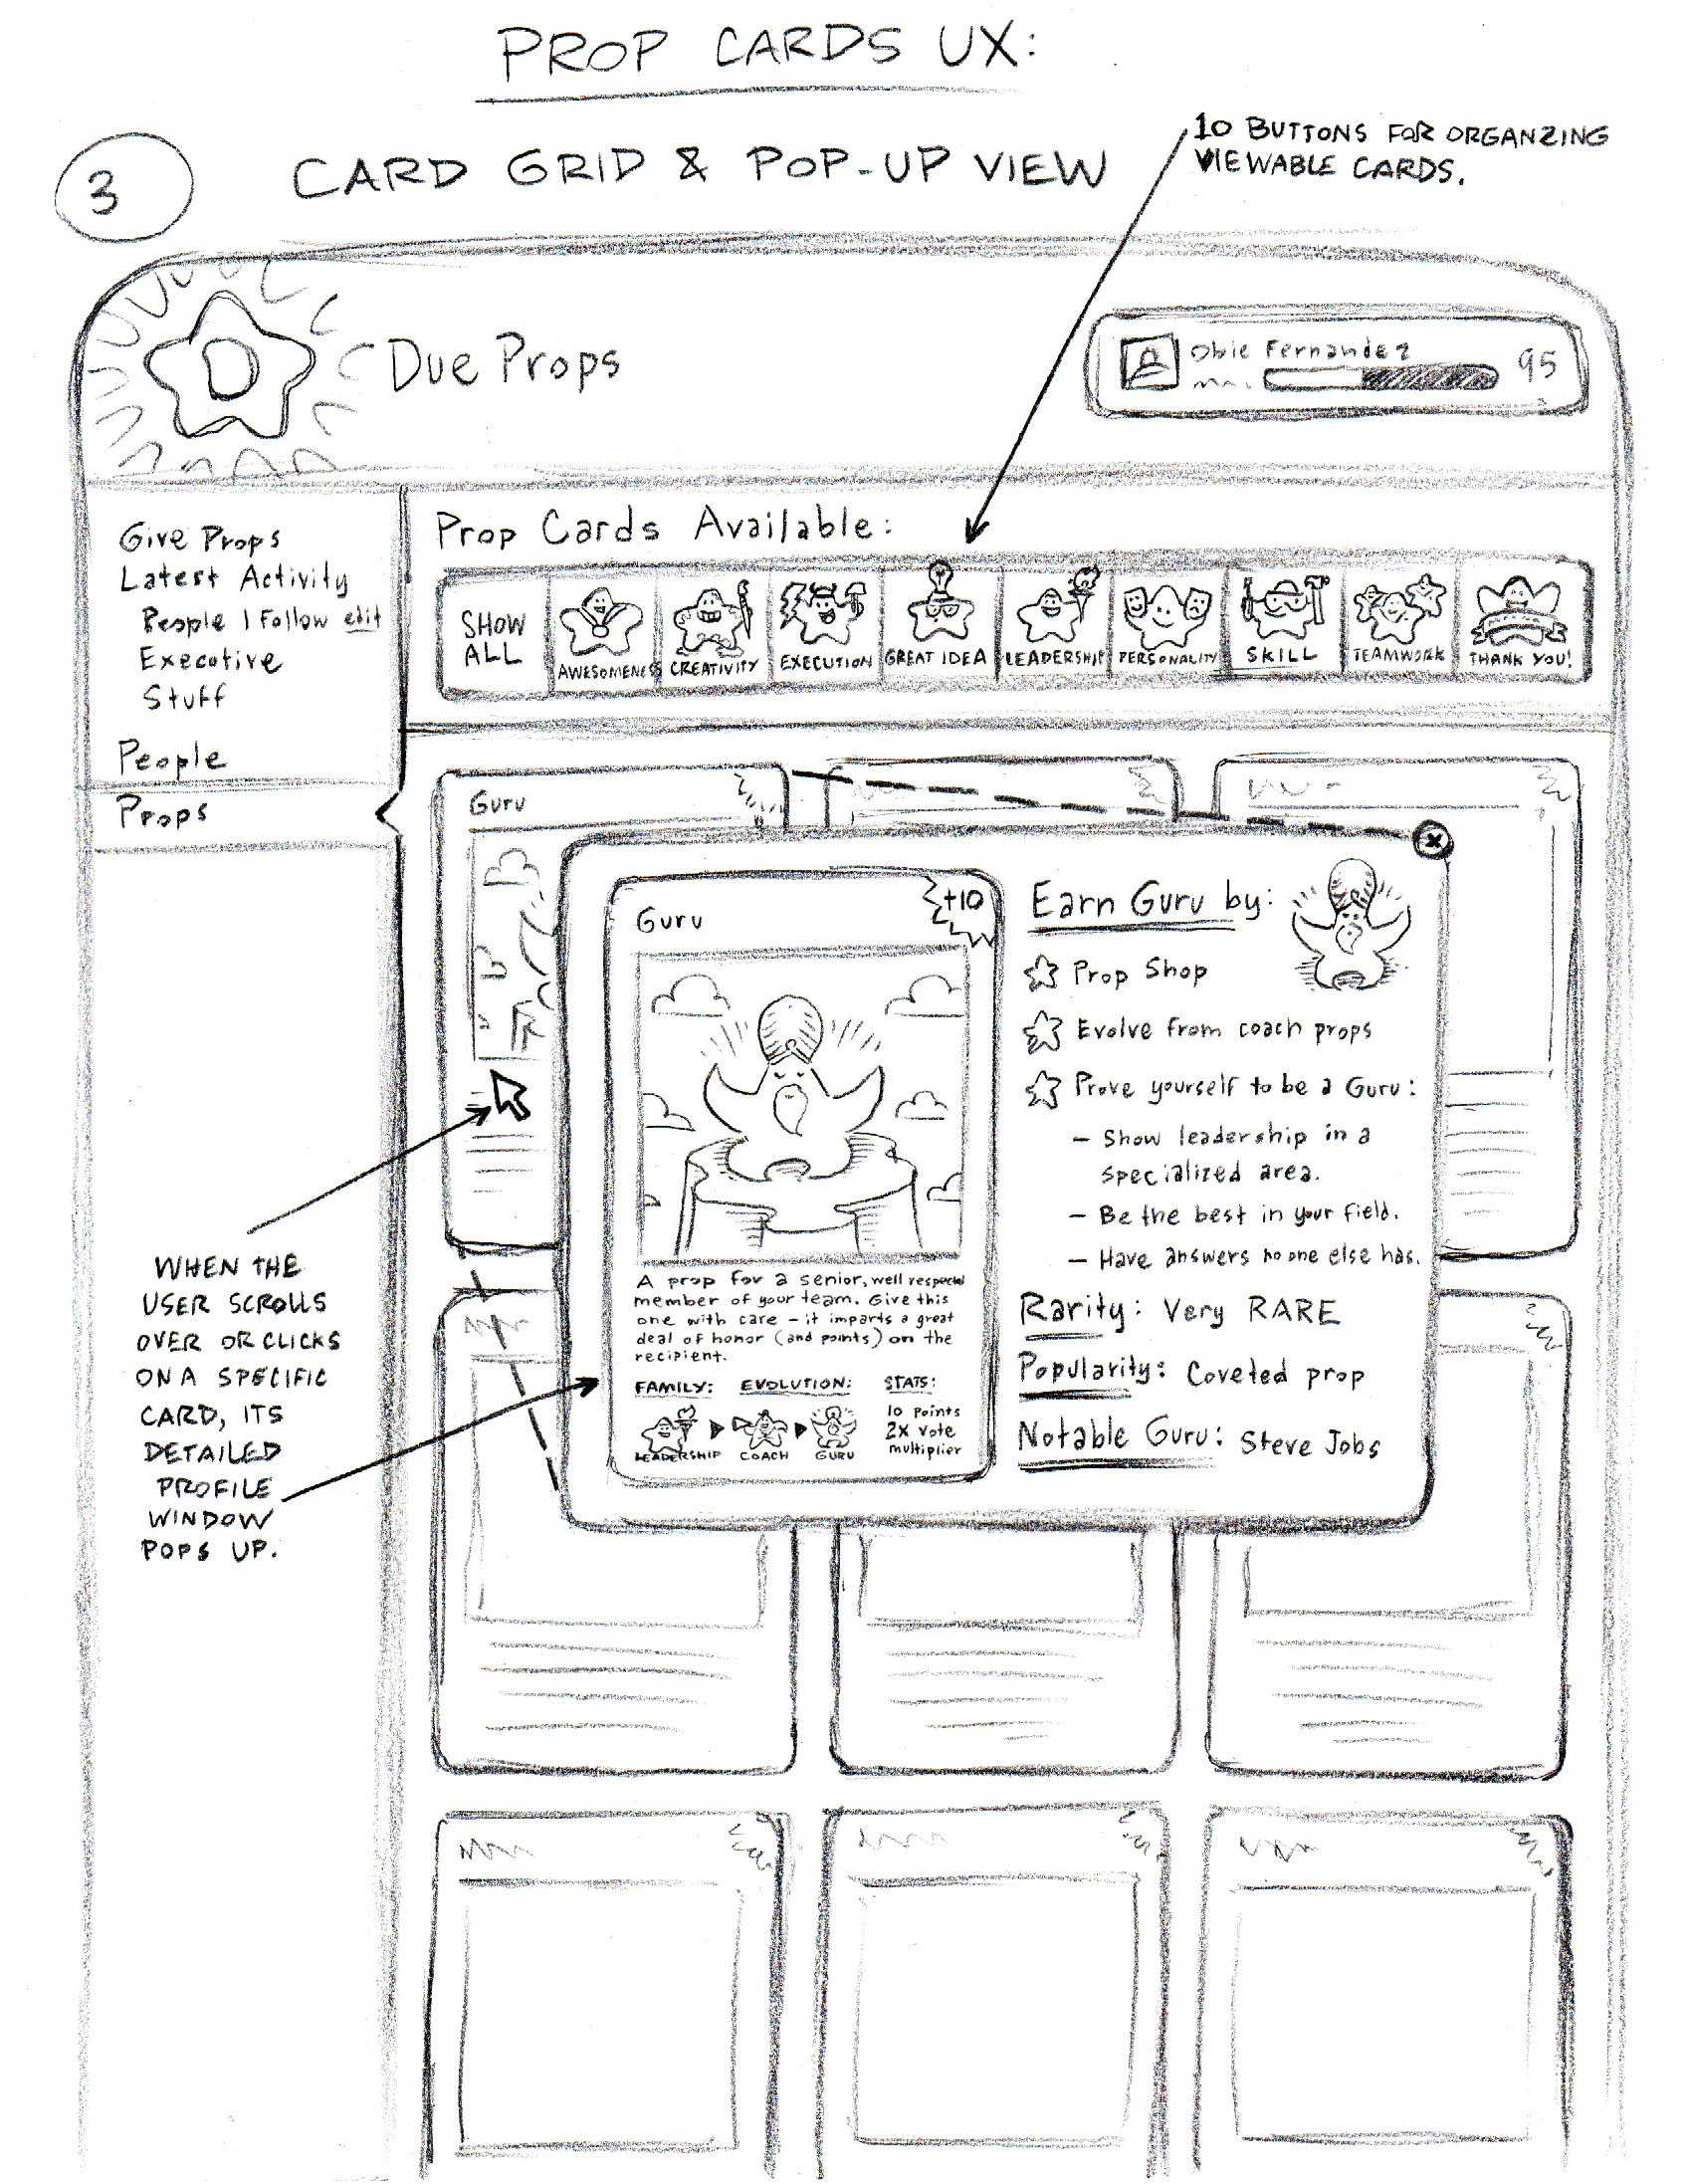 PROP CARDS UX:
3
CARD GRID & POP-UP VIEW
10 BUTTONS FOR ORGANZING
VIEWABLE CARDS.
Due Props
Obie Fernandez
95
Give Props
Latest Activity
People I Follow edit
Executive
Stuff
People
Props
Prop Cards Available:
SHOW
ALL
AWESOMENES
CREATIVITY
EXECUTION
GREAT IDEA
LEADERSHIP
PERSONALITY
SKILL
TEAMWORK
THANK YOU!
Guru
WHEN THE
USER SCROLLS
OVER OR CLICKS
ON A SPECIFIC
CARD, ITS
DETAILED
PROFILE
WINDOW
POPS UP.
Guru
+10
A prop for a senior, well respected
member of your team. Give this
one with care - it imparts a great
deal of honor (and points) on the
recipient.
FAMILY: EVOLUTION: STATS:
LEADERSHIP COACH GURU
10 Points
2x vote
multiplier
Earn Guru by:
Prop Shop
Evolve from coach props
Prove yourself to be a Guru:
- Show leadership in a
specialized area.
- Be the best in your field.
- Have answers no one else has.
Rarity: Very RARE
Popularity: Coveted prop
Notable Guru: Steve Jobs